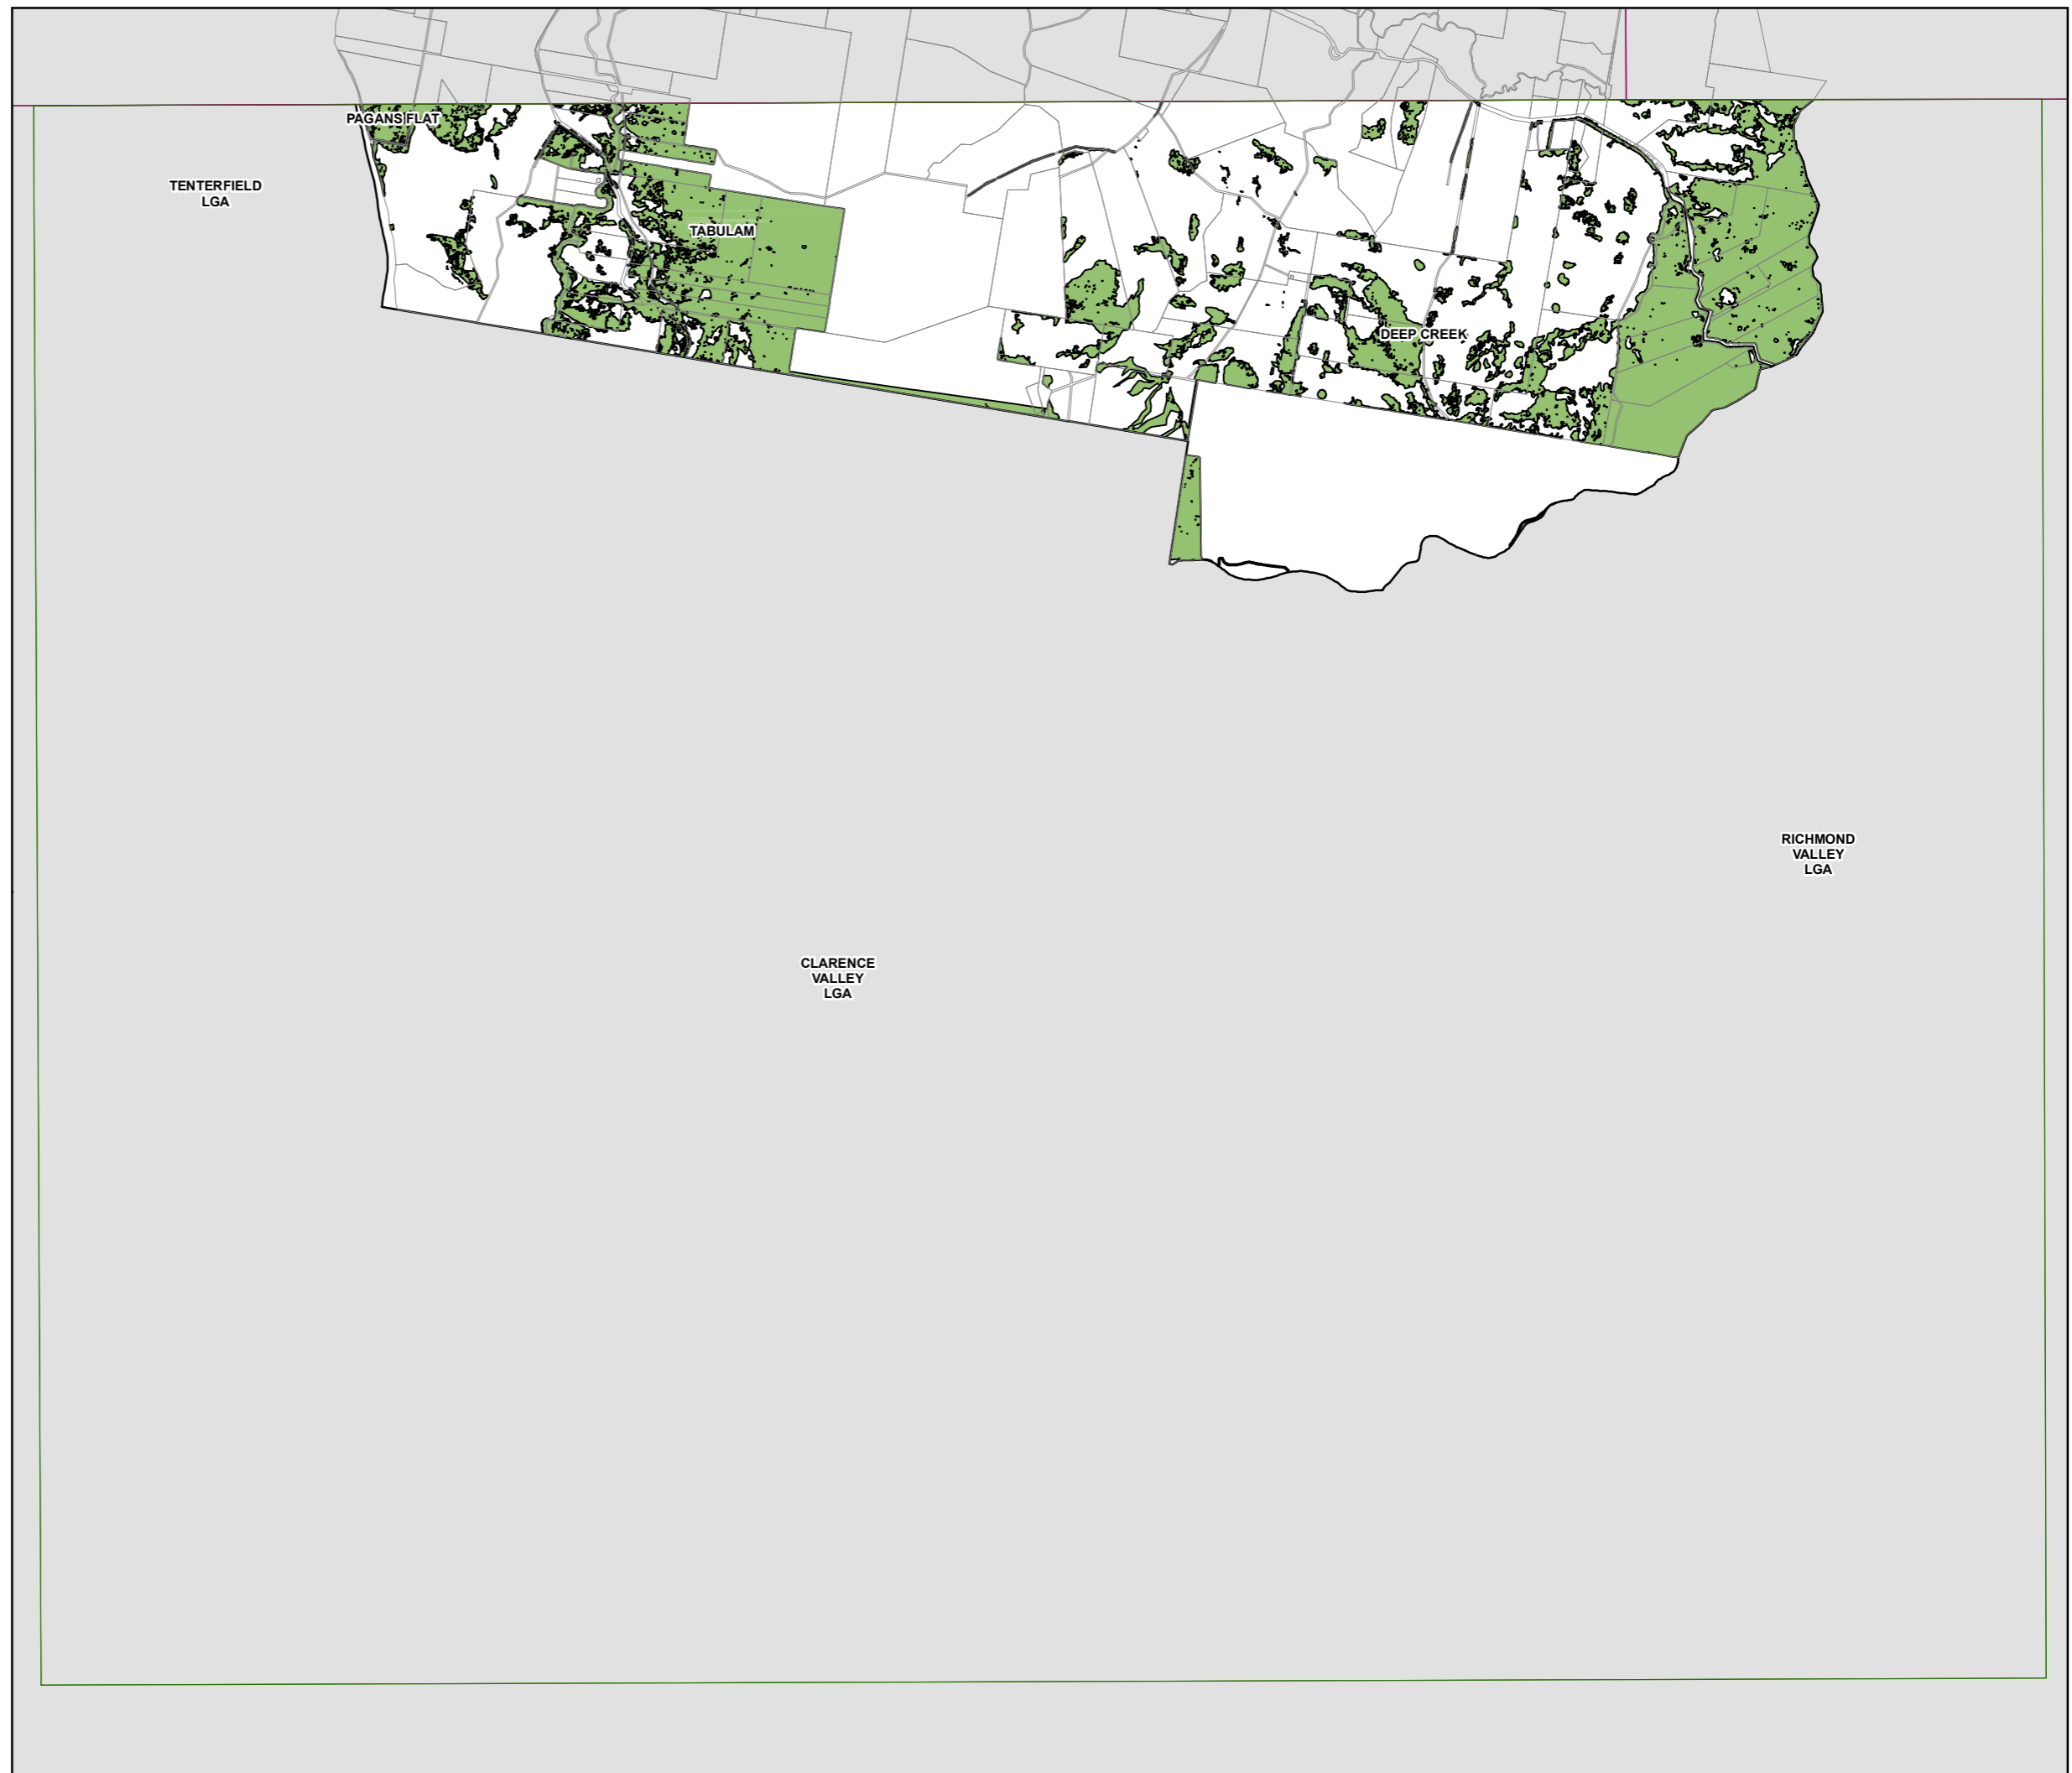 PAGANS FLAT
TENTERFIELD
LGA
TABULAM
DEEP CREEK
RICHMOND
VALLEY
LGA
CLARENCE
VALLEY
LGA